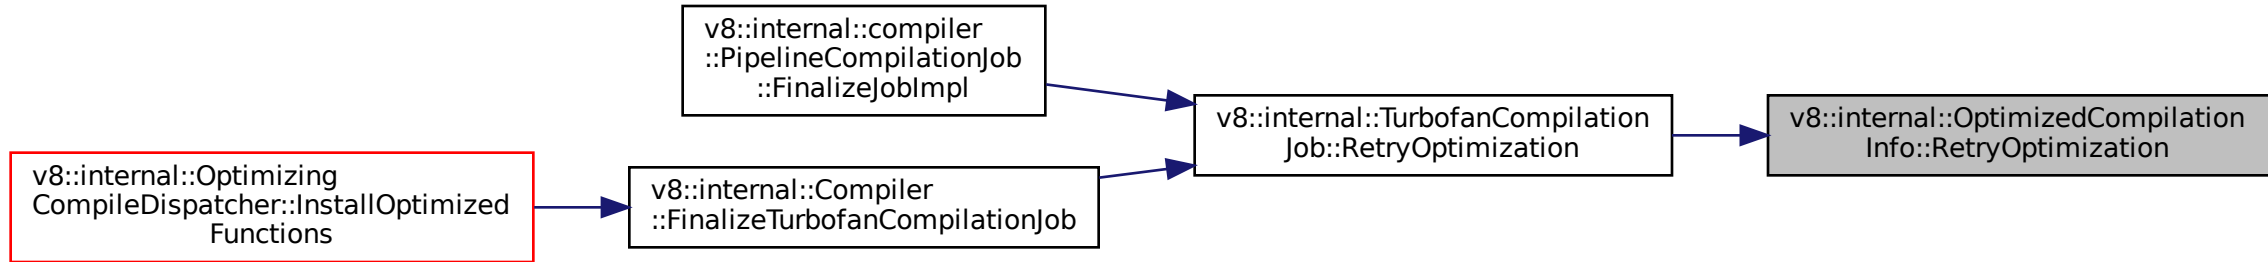 v8::internal::compiler
::PipelineCompilationJob
::FinalizeJobImpl
v8::internal::Optimizing
CompileDispatcher::InstallOptimized
Functions
v8::internal::Compiler
::FinalizeTurbofanCompilationJob
v8::internal::TurbofanCompilation
Job::RetryOptimization
v8::internal::OptimizedCompilation
Info::RetryOptimization